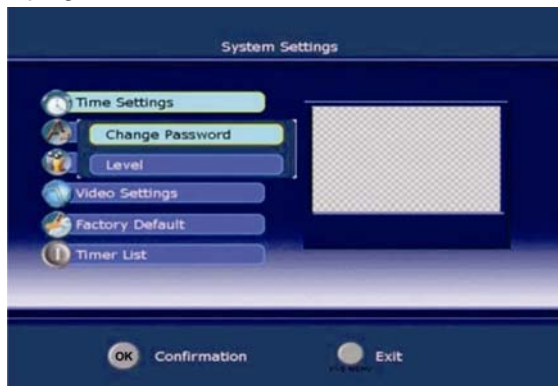 System Settings
Time Settings
Change Password
Level
Video Settings
Factory Default
Timer List
OK Confirmation
Exit